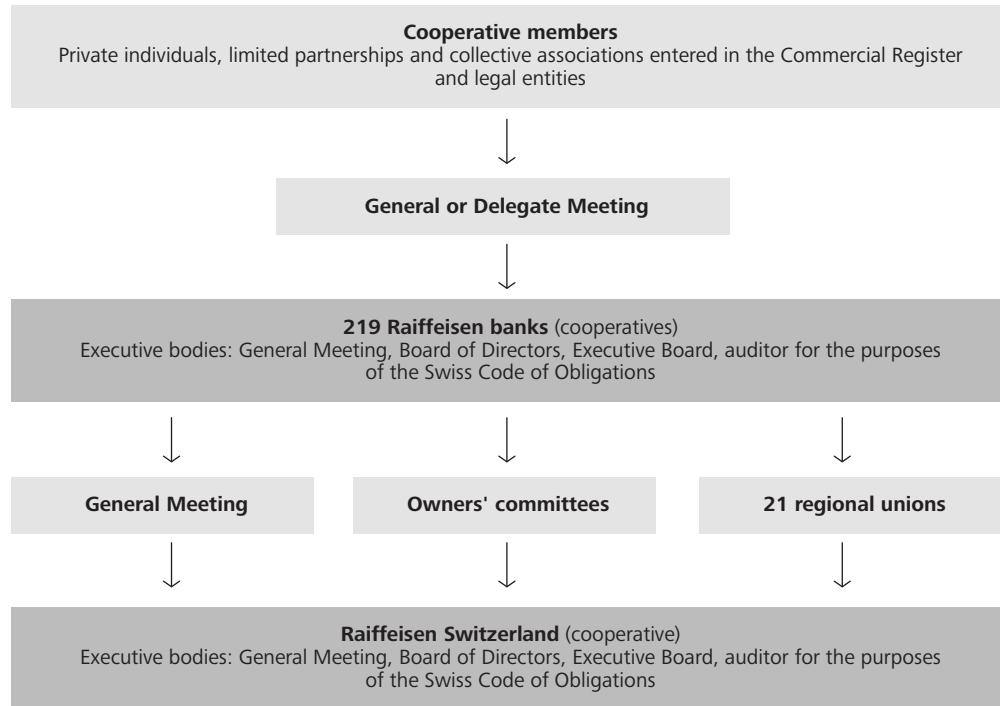 Cooperative members
Private individuals, limited partnerships and collective associations entered in the Commercial Register
and legal entities
General or Delegate Meeting
219 Raiffeisen banks (cooperatives)
Executive bodies: General Meeting, Board of Directors, Executive Board, auditor for the purposes
of the Swiss Code of Obligations
General Meeting
Owners' committees
21 regional unions
Raiffeisen Switzerland (cooperative)
Executive bodies: General Meeting, Board of Directors, Executive Board, auditor for the purposes
of the Swiss Code of Obligations